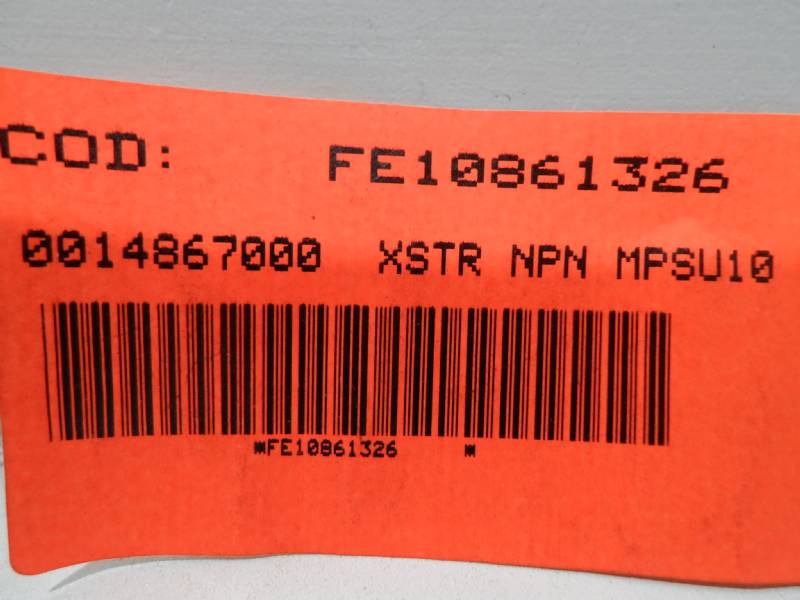 COD: FE10861326
0014867000 XSTR NPN MPSU10
*FE10861326 *